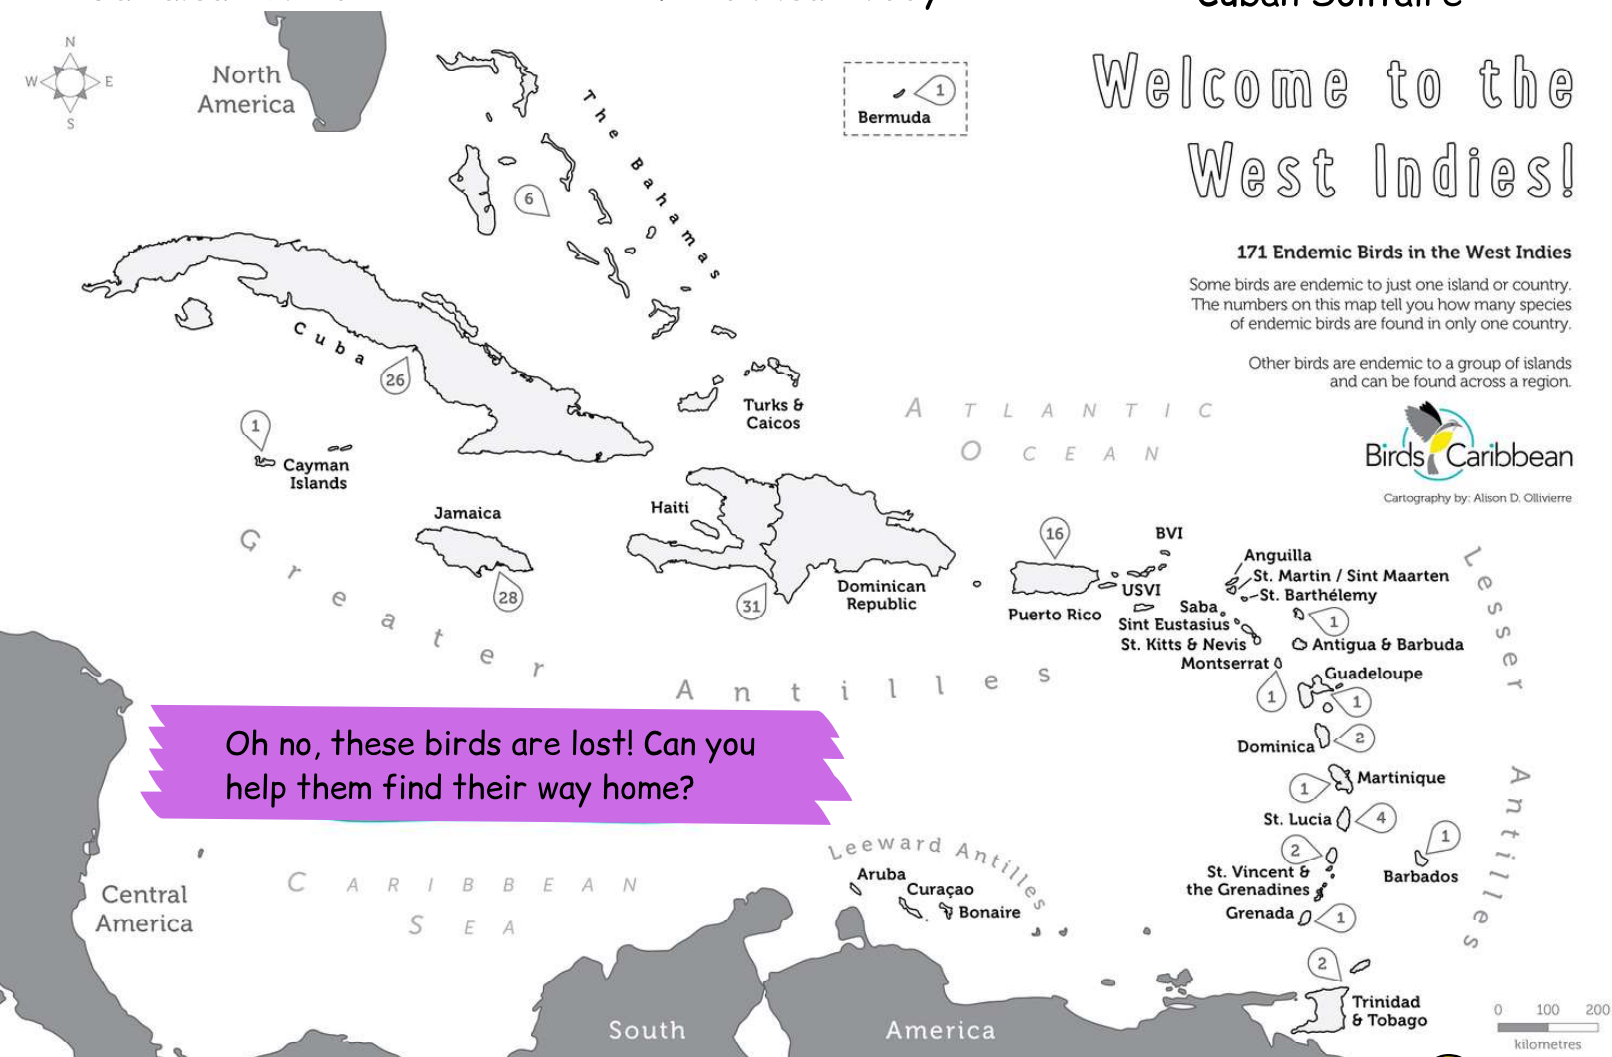 Cuban Solitaire
N
W
E
S
North
America
The Bahamas
1
Bermuda
Welcome to the
West Indies!
6
171 Endemic Birds in the West Indies
Some birds are endemic to just one island or country.
The numbers on this map tell you how many species
of endemic birds are found in only one country.
Other birds are endemic to a group of islands
and can be found across a region.
Birds Caribbean
Cartography by: Alison D. Ollivierre
Cuba
26
Turks &
Caicos
ATLANTIC
OCEAN
1
Cayman
Islands
Jamaica
28
Haiti
31
Dominican
Republic
16
Puerto Rico
BVI
USVI
Anguilla
St. Martin / Sint Maarten
St. Barthélemy
Saba
Sint Eustasius
1
St. Kitts & Nevis
Antigua & Barbuda
Montserrat
1
Guadeloupe
1
Greater
Antilles
Lesser
Antilles
Oh no, these birds are lost! Can you
help them find their way home?
Dominica
2
Martinique
1
St. Lucia
4
2
St. Vincent &
the Grenadines
1
Barbados
Grenada
1
Leeward Antilles
Aruba
Curaçao
Bonaire
Central
America
CARIBBEAN
SEA
2
Trinidad
& Tobago
South America
0 100 200
kilometres